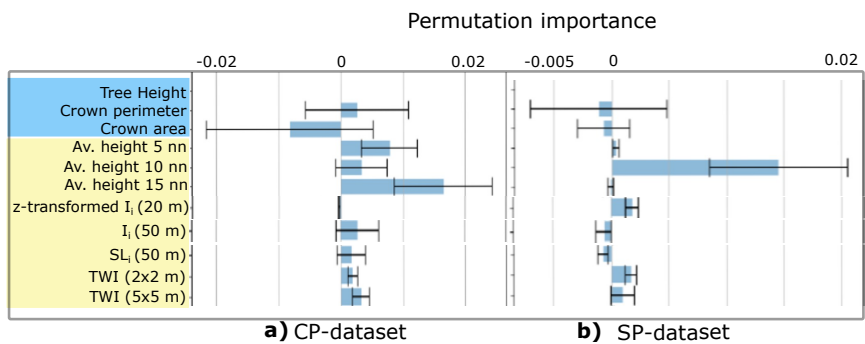 Permutation importance
-0.02 0 0.02 -0.005 0 0.02
Tree Height
Crown perimeter
Crown area
Av. height 5 nn
Av. height 10 nn
Av. height 15 nn
z-transformed Iᵢ (20 m)
Iᵢ (50 m)
SLᵢ (50 m)
TWI (2x2 m)
TWI (5x5 m)
a) CP-dataset b) SP-dataset